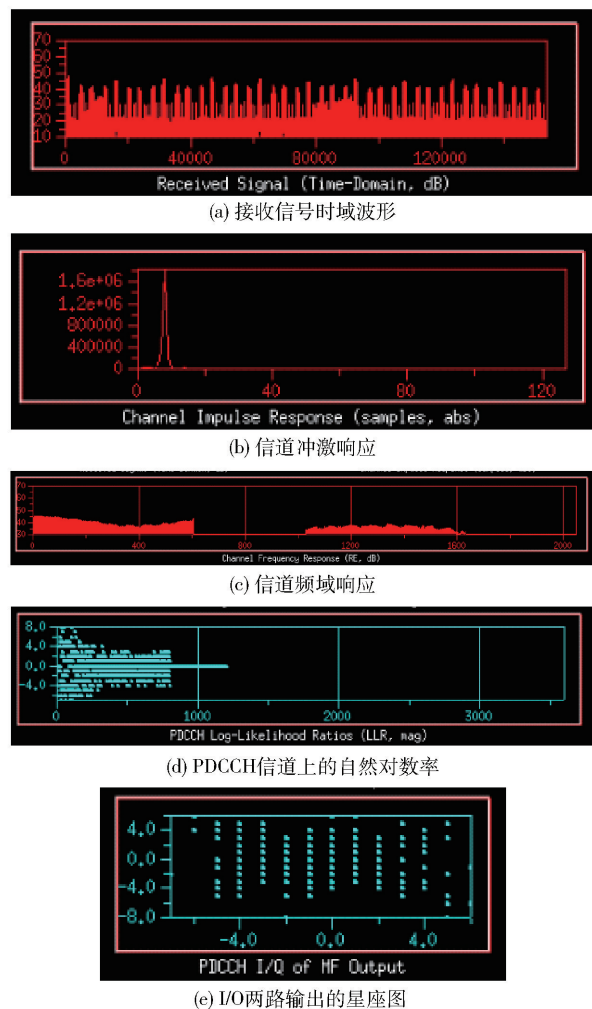 70
60
50
40
30
20
10
0 40000 80000 120000
Received Signal (Time-Domain, dB)
(a) 接收信号时域波形
1.6e+06
1.2e+06
800000
400000
0
0 40 80 120
Channel Impulse Response (samples, abs)
(b) 信道冲激响应
70
60
50
40
30
0 400 800 1200 1600 2000
Channel Frequency Response (RE, dB)
(c) 信道频域响应
8.0
4.0
0.0
-4.0
0 1000 2000 3000
PDCCH Log-Likelihood Ratios (LLR, mag)
(d) PDCCH信道上的自然对数率
4.0
0.0
-4.0
-8.0
-4.0 0.0 4.0
PDCCH I/Q of MF Output
(e) I/O两路输出的星座图